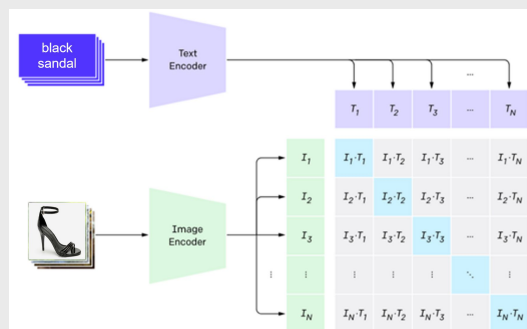 black
sandal
Text
Encoder
...
T1 T2 T3 ... TN
I1 I1·T1 I1·T2 I1·T3 ... I1·TN
I2 I2·T1 I2·T2 I2·T3 ... I2·TN
Image
Encoder
I3 I3·T1 I3·T2 I3·T3 ... I3·TN
⋮ ⋮ ⋮ ⋮ ⋮ ⋱ ⋮
IN IN·T1 IN·T2 IN·T3 ... IN·TN